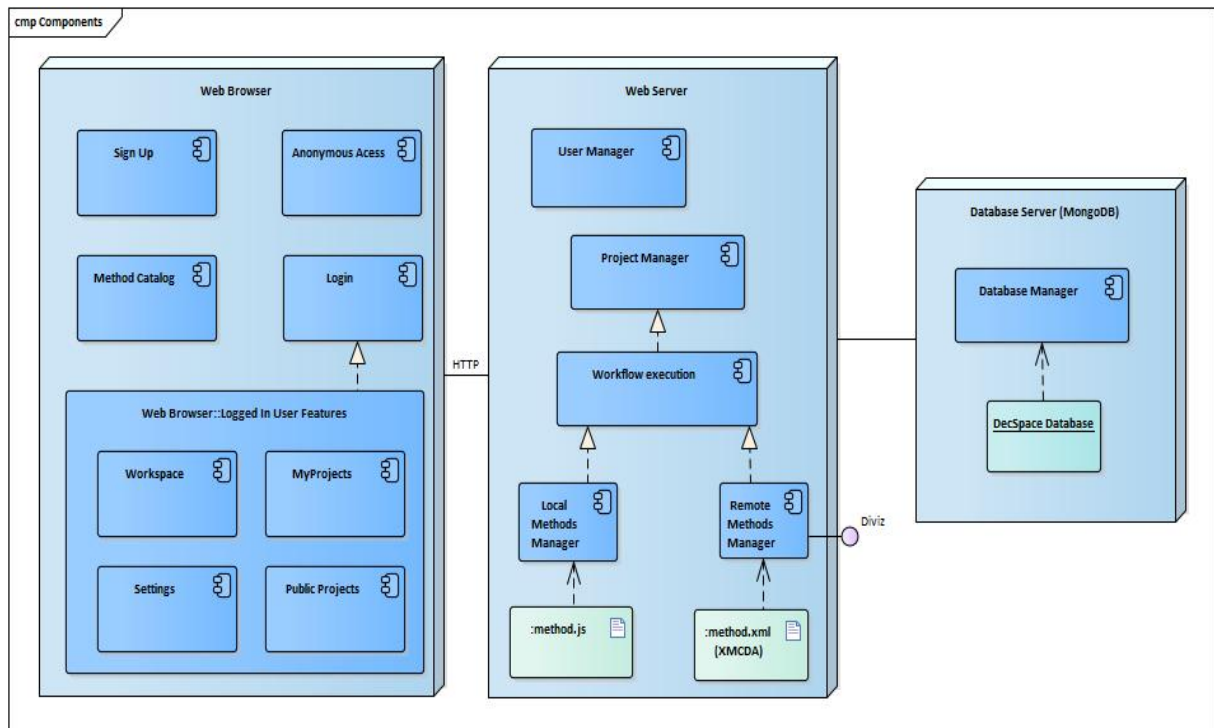 cmp Components
Web Browser
Sign Up
Anonymous Acess
Method Catalog
Login
Web Browser::Logged In User Features
Workspace
MyProjects
Settings
Public Projects
HTTP
Web Server
User Manager
Project Manager
Workflow execution
Local
Methods
Manager
Remote
Methods
Manager
Diviz
:method.js
:method.xml
(XMCDA)
Database Server (MongoDB)
Database Manager
DecSpace Database